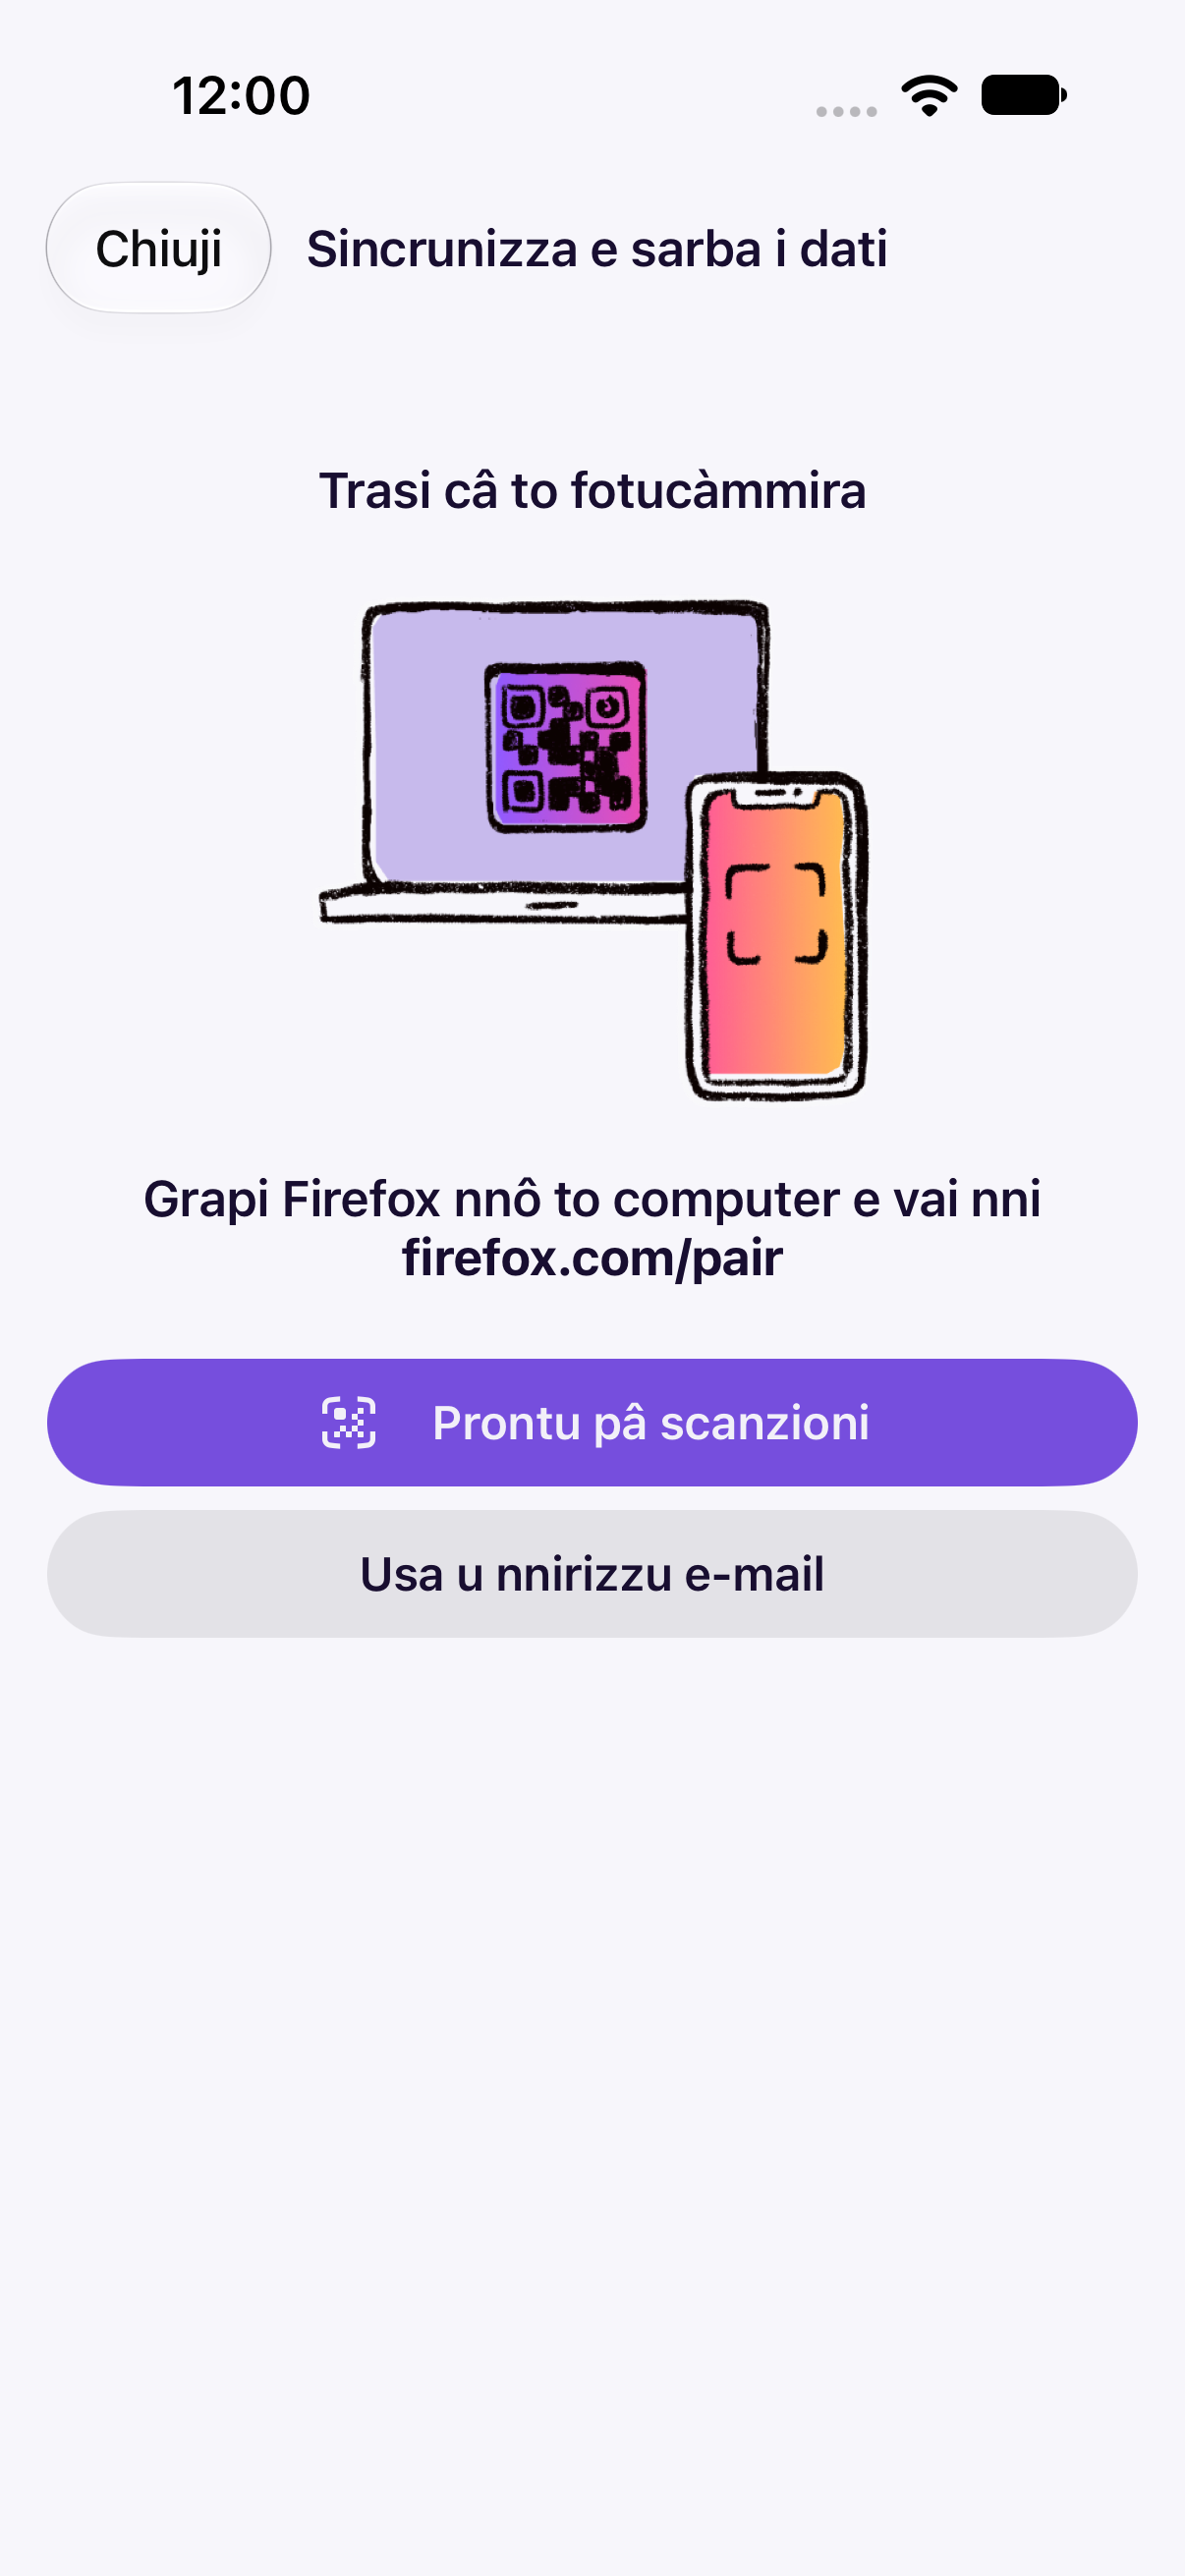 12:00
Chiuji
Sincrunizza e sarba i dati
Trasi câ to fotucàmmira
Grapi Firefox nnô to computer e vai nni
firefox.com/pair
Prontu pâ scanzioni
Usa u nnirizzu e-mail